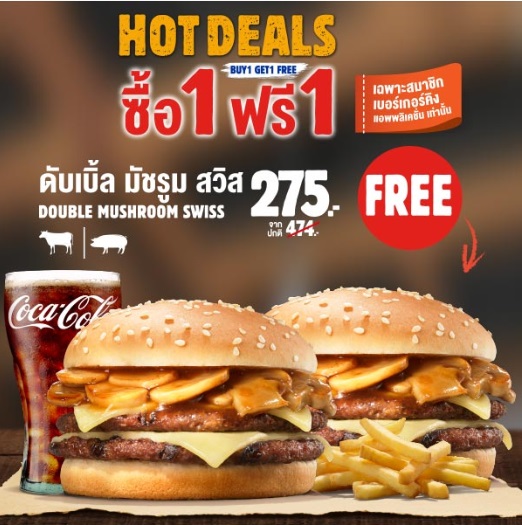 HOT DEALS
BUY1 GET1 FREE
ซื้อ1ฟรี1
เฉพาะสมาชิก
เบอร์เกอร์คิง
แอพพลิเคชั่น เท่านั้น
ดับเบิ้ล มัชรูม สวิส
DOUBLE MUSHROOM SWISS
275.-
จาก
ปกติ 474.-
FREE
Coca-Cola